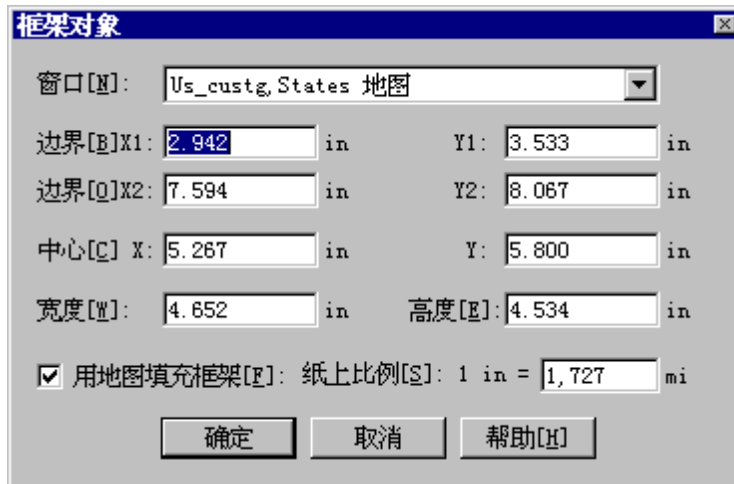 框架对象
窗口[N]: Us_custg,States 地图
边界[B]X1: 2.942 in Y1: 3.533 in
边界[O]X2: 7.594 in Y2: 8.067 in
中心[C] X: 5.267 in Y: 5.800 in
宽度[W]: 4.652 in 高度[E]: 4.534 in
用地图填充框架[F]: 纸上比例[S]: 1 in = 1,727 mi
确定 取消 帮助[H]